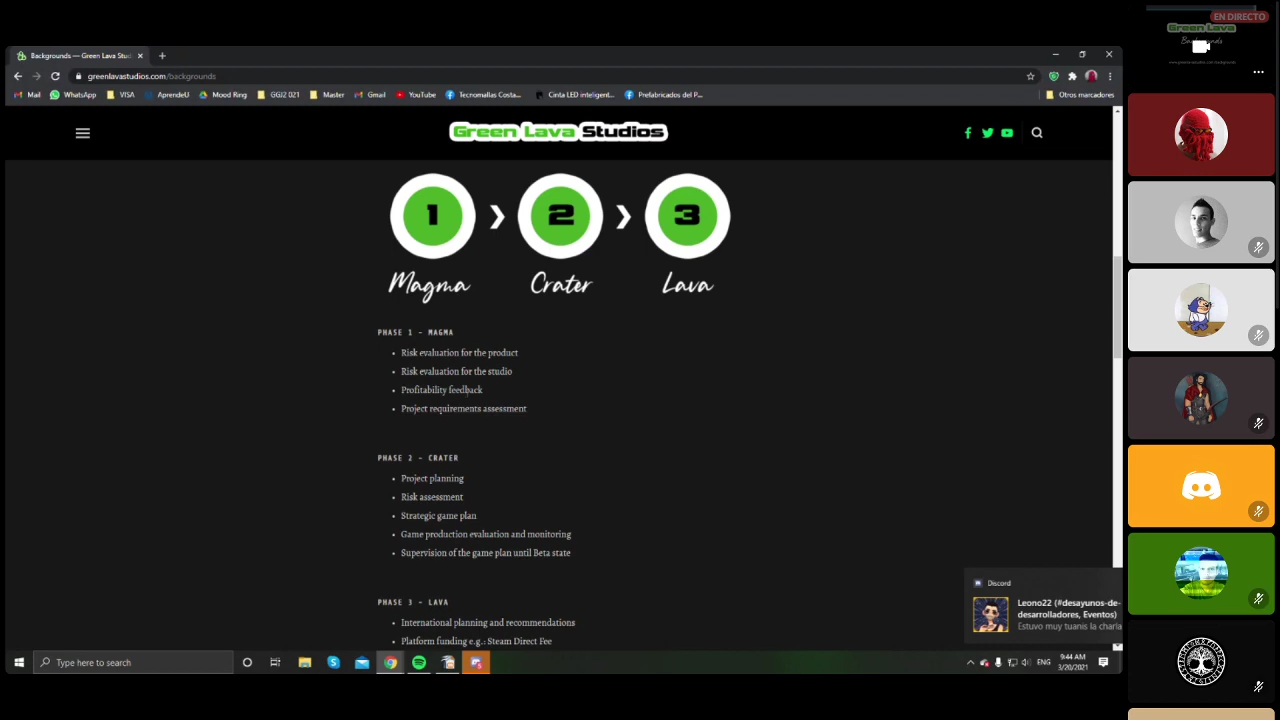 EN DIRECTO
Green Lava
Backgrounds
Backgrounds — Green Lava Stud
greenlavastudios.com/backgrounds
Mail
WhatsApp
VISA
AprendeU
Mood Ring
GGJ2 021
Master
Gmail
YouTube
Tecromallas Costa...
Cinta LED inteligent...
Prefabricados del P...
Otros marcadores
Green Lava Studios
1 2 3
Magma Crater Lava
PHASE 1 - MAGMA
• Risk evaluation for the product
• Risk evaluation for the studio
• Profitability feedback
• Project requirements assessment
PHASE 2 - CRATER
• Project planning
• Risk assessment
• Strategic game plan
• Game production evaluation and monitoring
• Supervision of the game plan until Beta state
PHASE 3 - LAVA
• International planning and recommendations
• Platform funding e.g.: Steam Direct Fee
Discord
Leono22 (#desayunos-de-
desarrolladores, Eventos)
Estuvo muy tuanis la charla
Type here to search
ENG
9:44 AM
3/20/2021